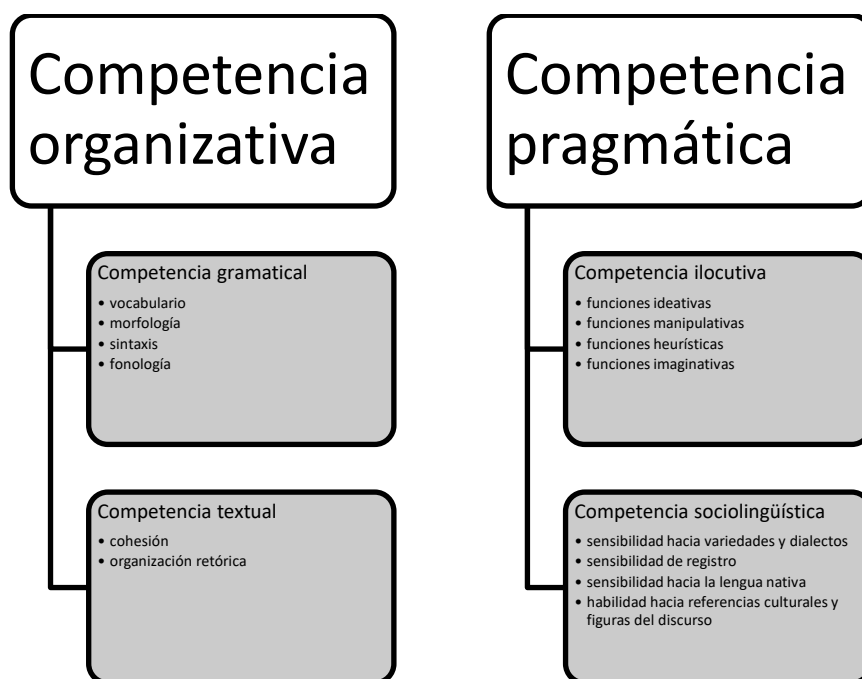 Competencia
organizativa
Competencia gramatical
• vocabulario
• morfología
• sintaxis
• fonología
Competencia textual
• cohesión
• organización retórica
Competencia
pragmática
Competencia ilocutiva
• funciones ideativas
• funciones manipulativas
• funciones heurísticas
• funciones imaginativas
Competencia sociolingüística
• sensibilidad hacia variedades y dialectos
• sensibilidad de registro
• sensibilidad hacia la lengua nativa
• habilidad hacia referencias culturales y
figuras del discurso